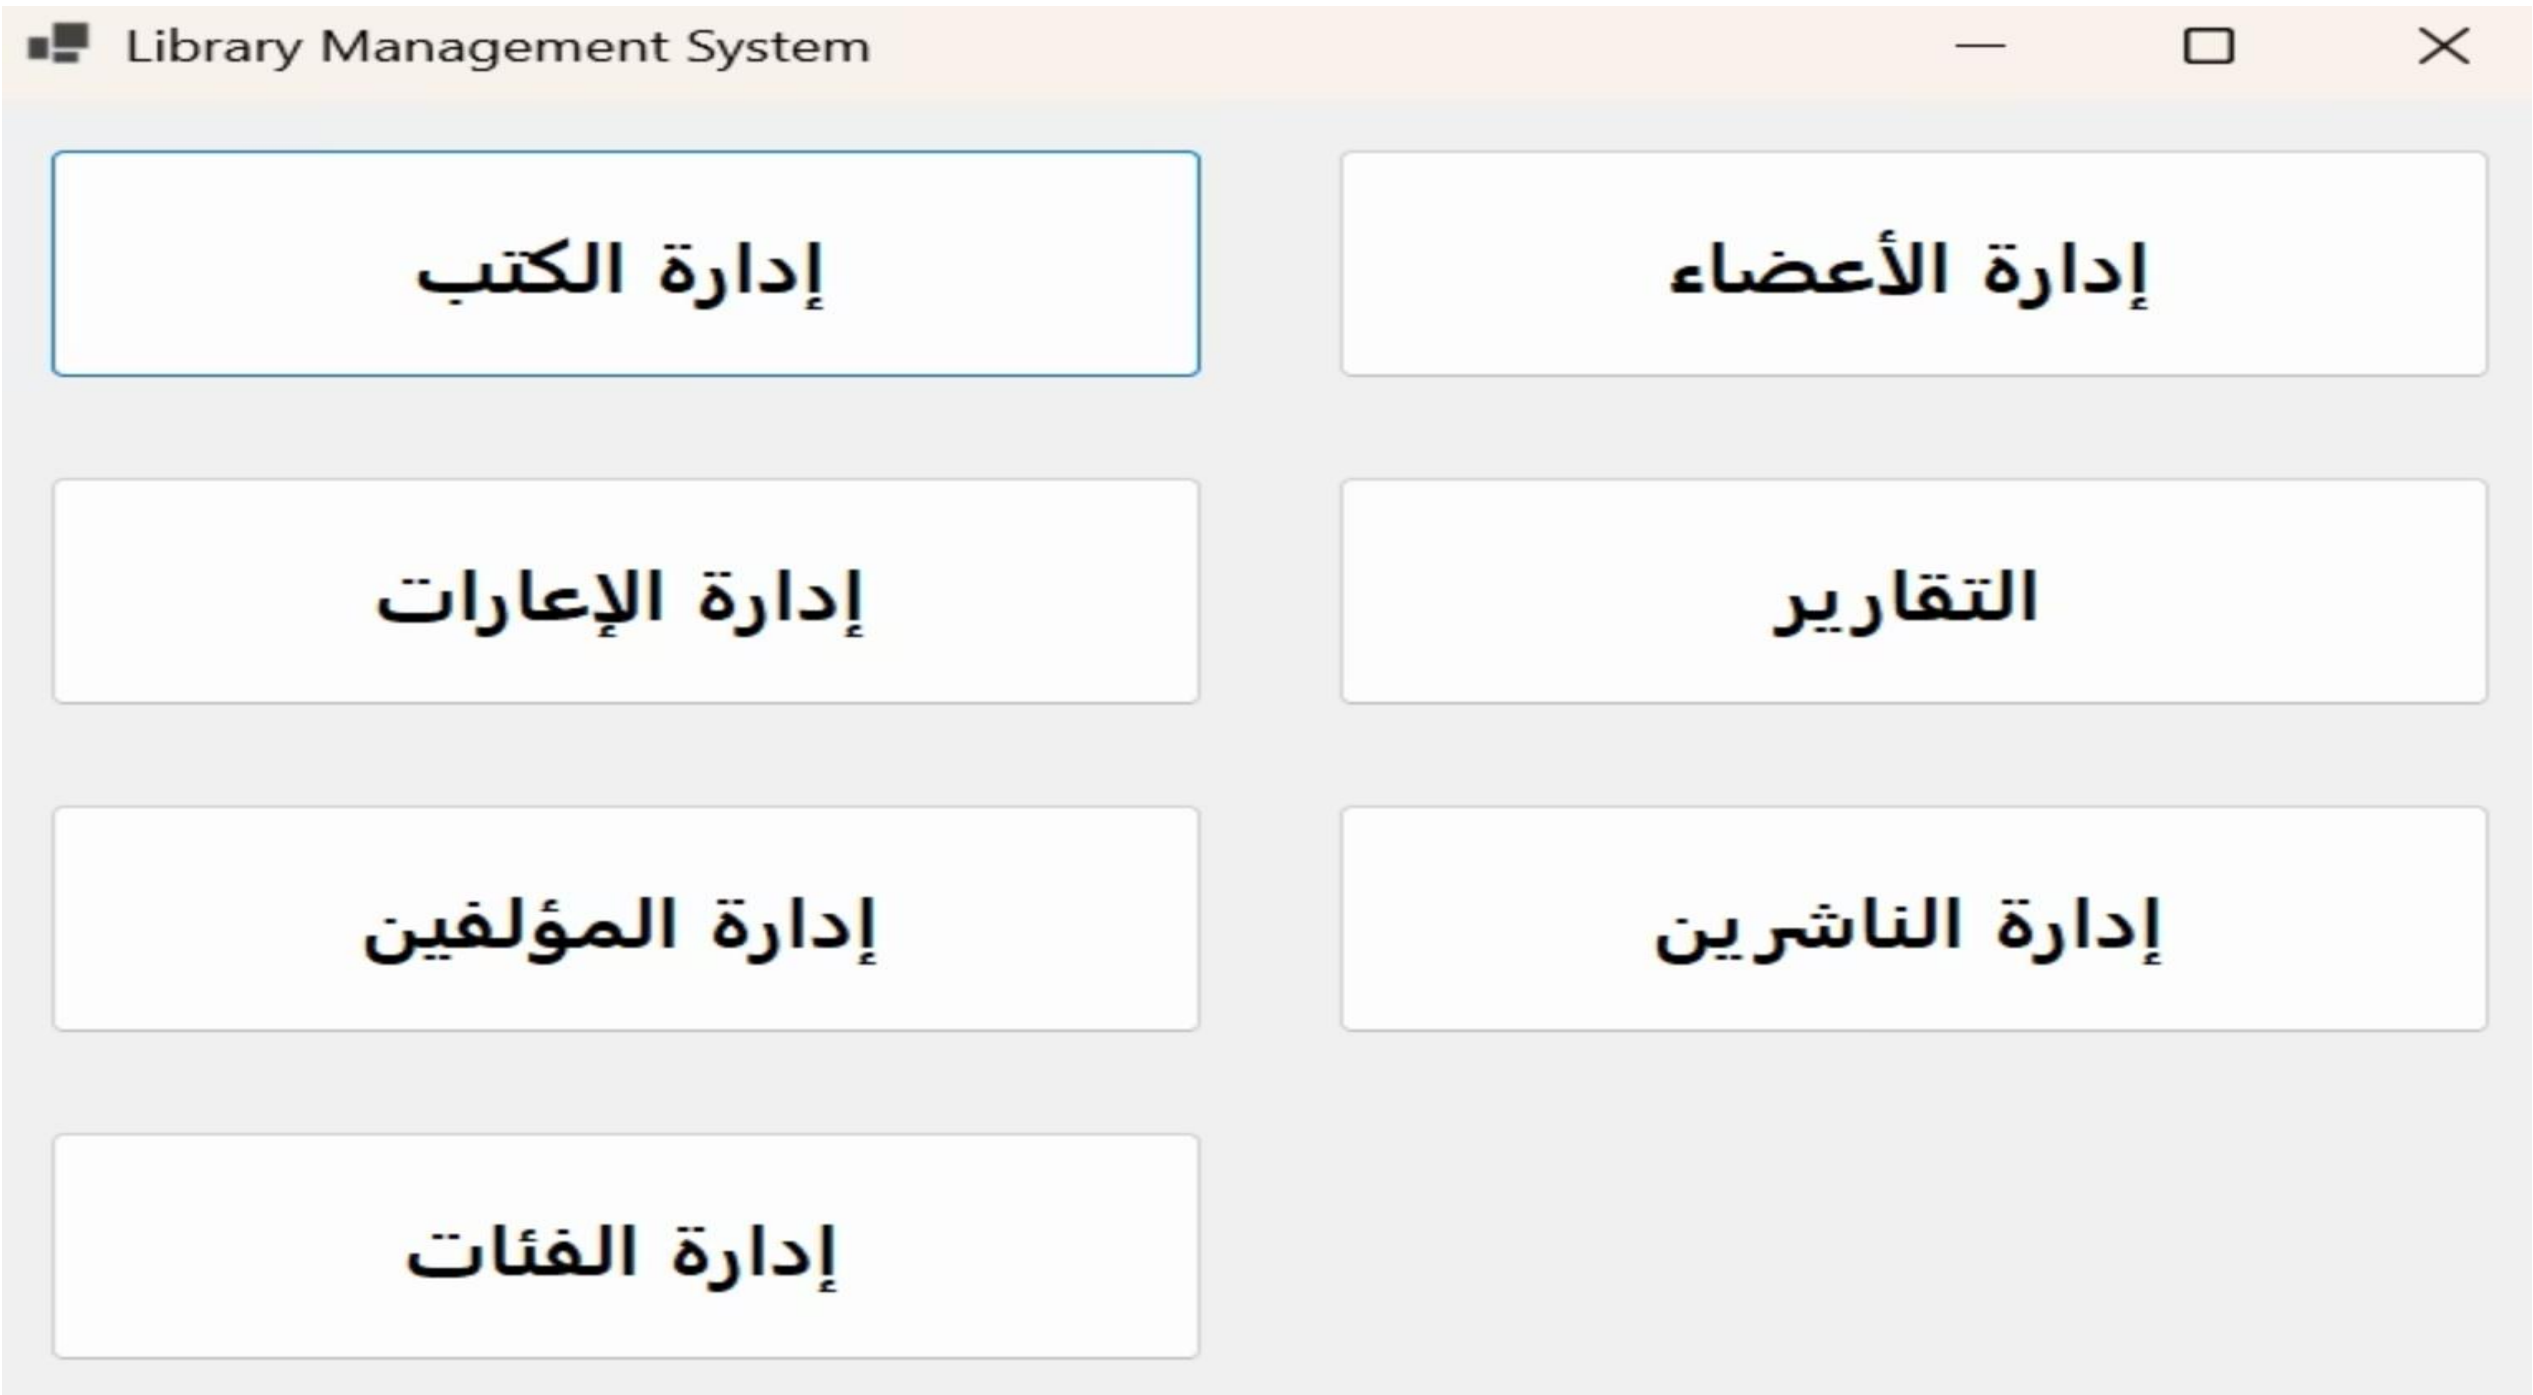 Library Management System
إدارة الكتب
إدارة الأعضاء
إدارة الإعارات
التقارير
إدارة المؤلفين
إدارة الناشرين
إدارة الفئات